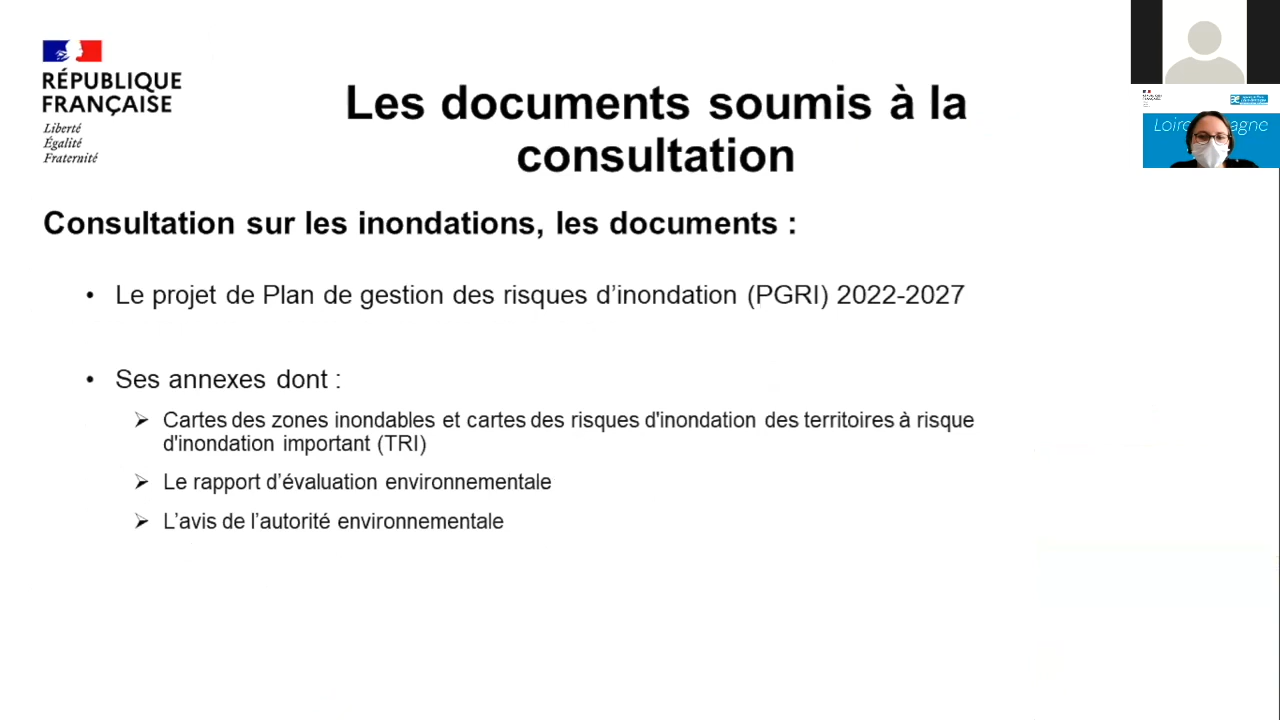 RÉPUBLIQUE
FRANÇAISE
Liberté
Égalité
Fraternité
Les documents soumis à la
consultation
Consultation sur les inondations, les documents :
• Le projet de Plan de gestion des risques d’inondation (PGRI) 2022-2027
• Ses annexes dont :
➢ Cartes des zones inondables et cartes des risques d'inondation des territoires à risque
d'inondation important (TRI)
➢ Le rapport d’évaluation environnementale
➢ L’avis de l’autorité environnementale